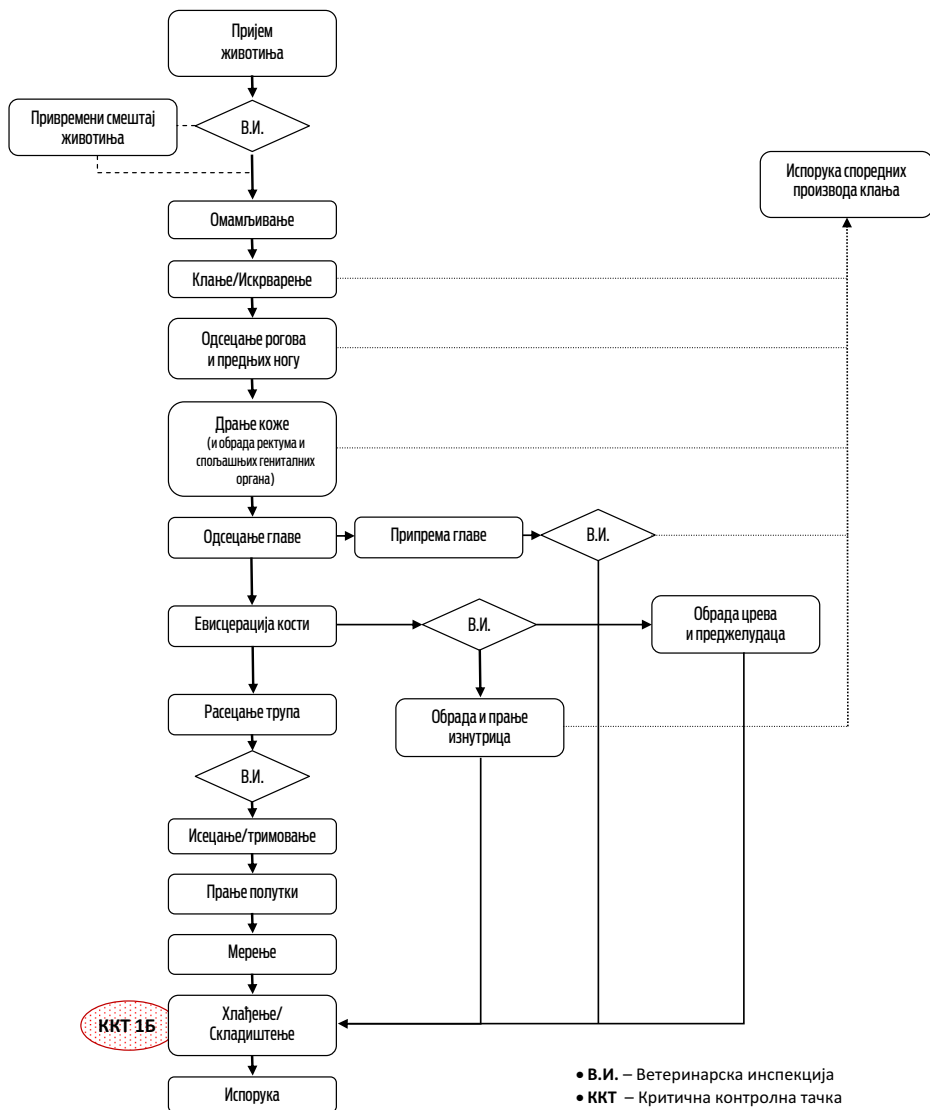 Пријем
животиња
Привремени смештај
животиња
В.И.
Испорука споредних
производа клања
Омамљивање
Клање/Искрварење
Одсецање рогова
и предњих ногу
Драње коже
(и обрада ректума и
спољашњих гениталних
органа)
Одсецање главе
Припрема главе
В.И.
Евисцерација кости
В.И.
Обрада црева
и преджелудаца
Расецање трупа
Обрада и прање
изнутрица
В.И.
Исецање/тримовање
Прање полутки
Мерење
ККТ 1Б
Хлађење/
Складиштење
Испорука
• В.И. – Ветеринарска инспекција
• ККТ – Критична контролна тачка